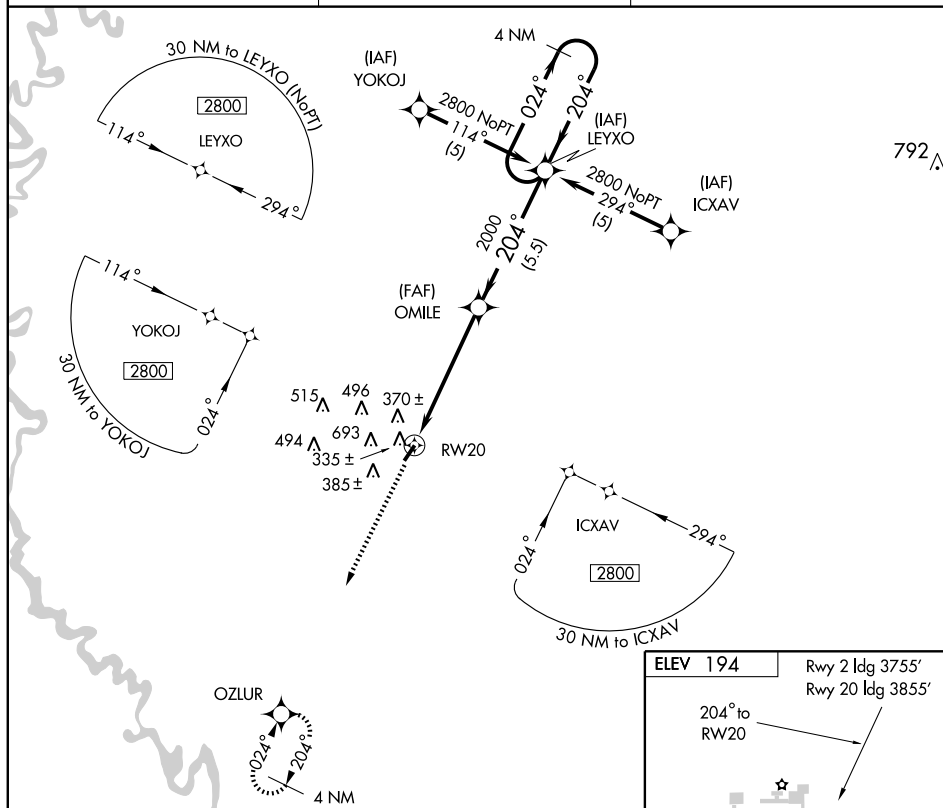 30 NM to LEYXO (NoPT)
2800
LEYXO
114°
294°
4 NM
024°
204°
(IAF)
YOKOJ
2800 NoPT
114°
(5)
(IAF)
LEYXO
2800 NoPT
294°
(5)
(IAF)
ICXAV
792
2000
204°
(5.5)
(FAF)
OMILE
114°
YOKOJ
2800
024°
30 NM to YOKOJ
515
496
370 ±
494
693
335 ±
385 ±
RW20
ICXAV
024°
294°
2800
30 NM to ICXAV
OZLUR
024°
204°
4 NM
ELEV 194
Rwy 2 ldg 3755'
Rwy 20 ldg 3855'
204° to
RW20